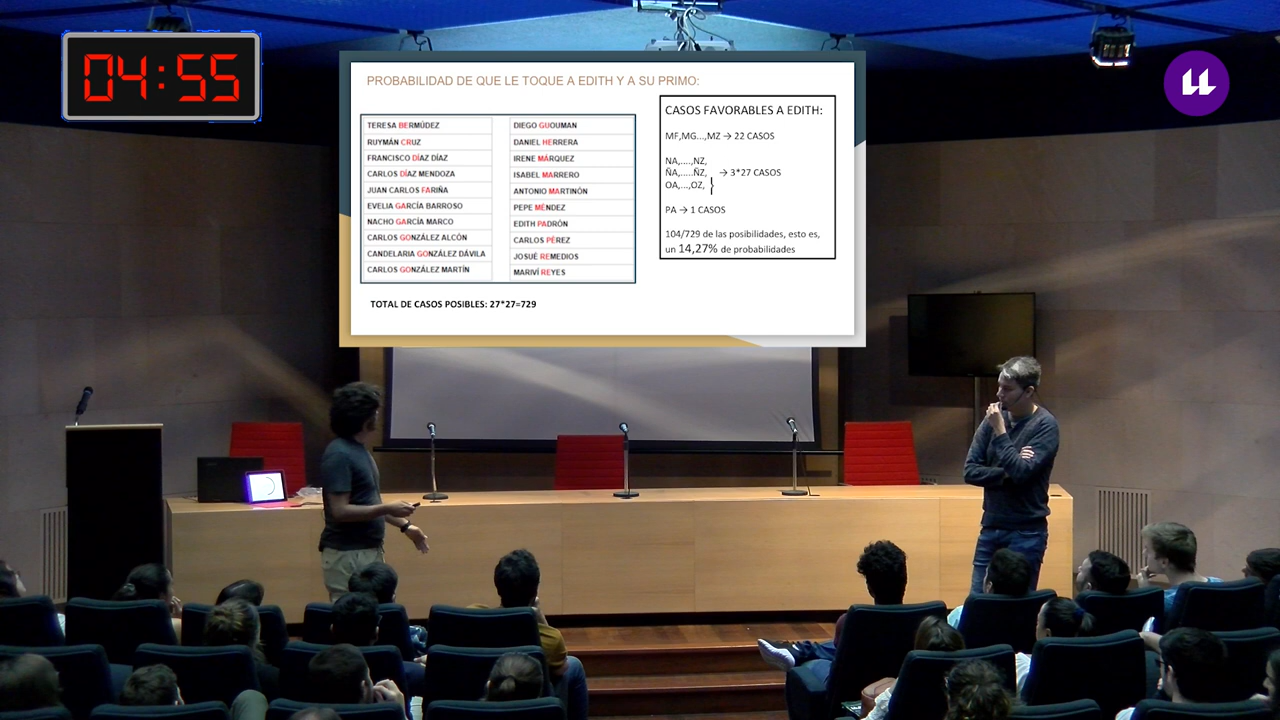 04:55
PROBABILIDAD DE QUE LE TOQUE A EDITH Y A SU PRIMO:
TERESA BERMÚDEZ
RUYMÁN CRUZ
FRANCISCO DÍAZ DÍAZ
CARLOS DÍAZ MENDOZA
JUAN CARLOS FARIÑA
EVELIA GARCÍA BARROSO
NACHO GARCÍA MARCO
CARLOS GONZÁLEZ ALCÓN
CANDELARIA GONZÁLEZ DÁVILA
CARLOS GONZÁLEZ MARTÍN
DIEGO GUOUMAN
DANIEL HERRERA
IRENE MÁRQUEZ
ISABEL MARRERO
ANTONIO MARTINÓN
PEPE MÉNDEZ
EDITH PADRÓN
CARLOS PÉREZ
JOSUÉ REMEDIOS
MARIVÍ REYES
TOTAL DE CASOS POSIBLES: 27*27=729
CASOS FAVORABLES A EDITH:
MF,MG...,MZ → 22 CASOS
NA,....,NZ,
ÑA,.....ÑZ, → 3*27 CASOS
OA,...,OZ, }
PA → 1 CASOS
104/729 de las posibilidades, esto es,
un 14,27% de probabilidades